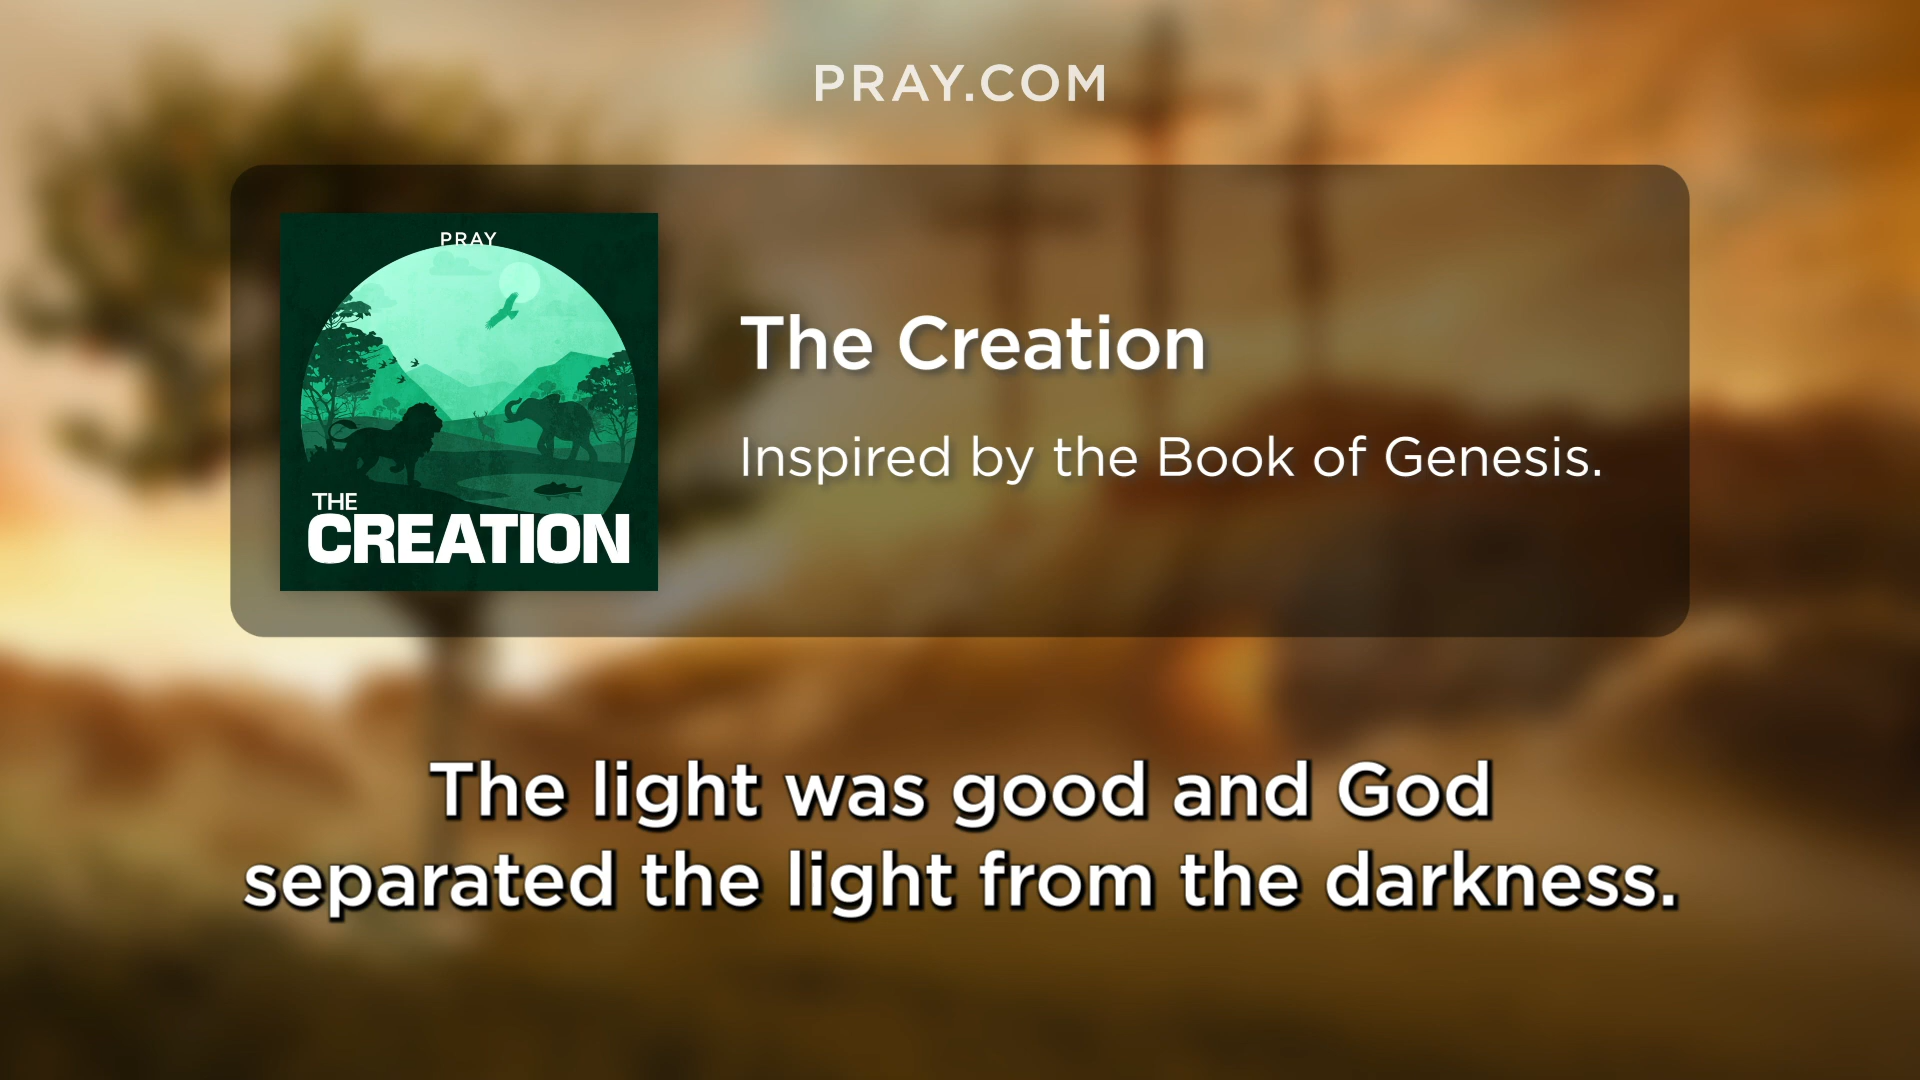 PRAY.COM
PRAY
THE
CREATION
The Creation
Inspired by the Book of Genesis.
The light was good and God
separated the light from the darkness.